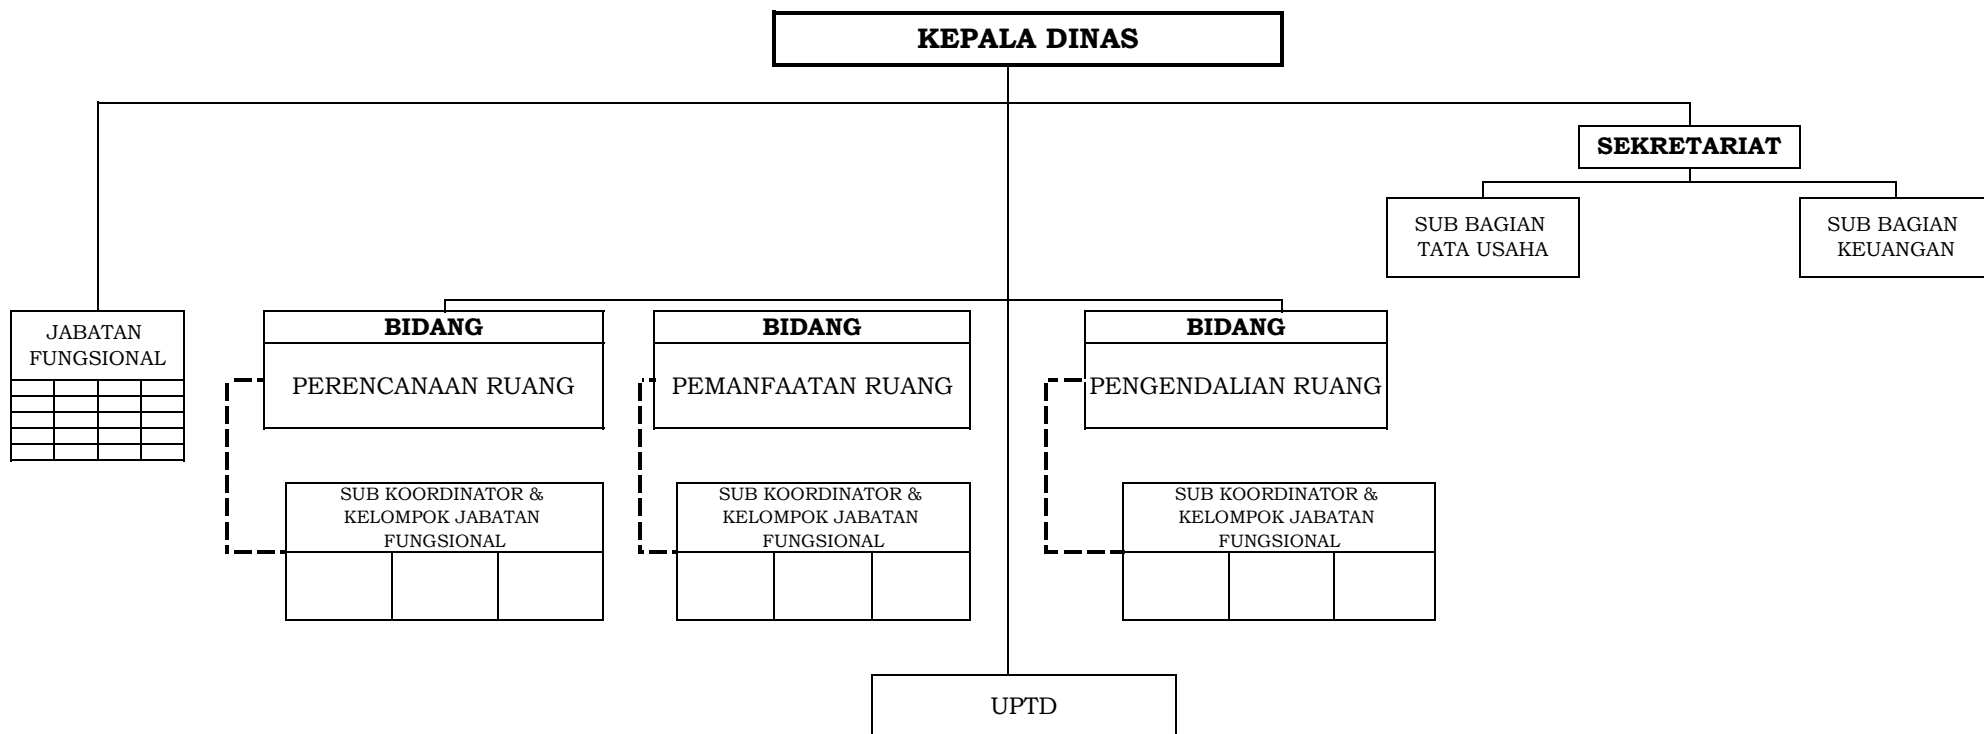 KEPALA DINAS
SEKRETARIAT
SUB BAGIAN
TATA USAHA
SUB BAGIAN
KEUANGAN
JABATAN
FUNGSIONAL
BIDANG
PERENCANAAN RUANG
BIDANG
PEMANFAATAN RUANG
BIDANG
PENGENDALIAN RUANG
SUB KOORDINATOR &
KELOMPOK JABATAN
FUNGSIONAL
SUB KOORDINATOR &
KELOMPOK JABATAN
FUNGSIONAL
SUB KOORDINATOR &
KELOMPOK JABATAN
FUNGSIONAL
UPTD